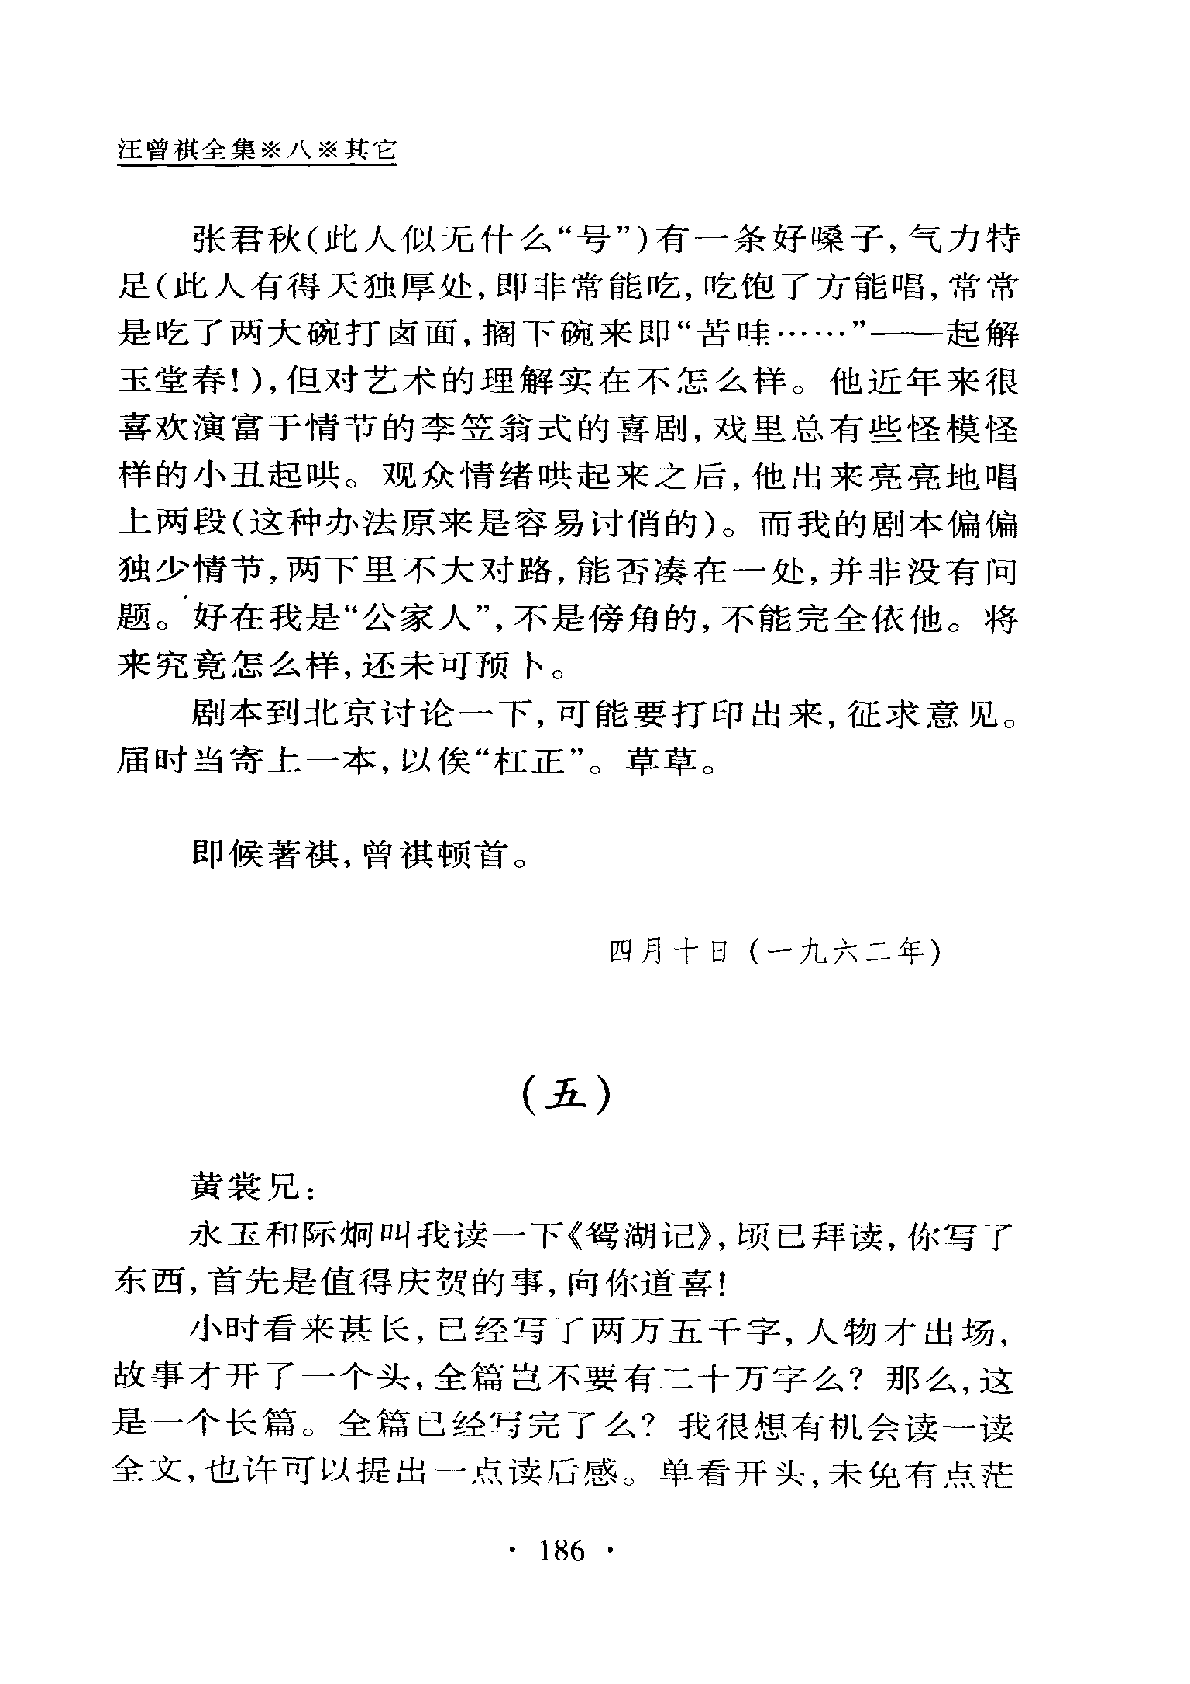 汪曾祺全集※八※其它
张君秋(此人似无什么“号”)有一条好嗓子,气力特
足(此人有得天独厚处,即非常能吃,吃饱了方能唱,常常
是吃了两大碗打卤面,搁下碗来即“苦哇……”——起解
玉堂春!),但对艺术的理解实在不怎么样。他近年来很
喜欢演富于情节的李笠翁式的喜剧,戏里总有些怪模怪
样的小丑起哄。观众情绪哄起来之后,他出来亮亮地唱
上两段(这种办法原来是容易讨俏的)。而我的剧本偏偏
独少情节,两下里不大对路,能否凑在一处,并非没有问
题。好在我是“公家人”,不是傍角的,不能完全依他。将
来究竟怎么样,还未可预卜。
剧本到北京讨论一下,可能要打印出来,征求意见。
届时当寄上一本,以俟“杠正”。草草。
即候著祺,曾祺顿首。
四月十日(一九六二年)
(五)
黄裳兄:
永玉和际炯叫我读一下《鸳湖记》,顷已拜读,你写了
东西,首先是值得庆贺的事,向你道喜!
小时看来甚长,已经写了两万五千字,人物才出场,
故事才开了一个头,全篇岂不要有二十万字么?那么,这
是一个长篇。全篇已经写完了么?我很想有机会读一读
全文,也许可以提出一点读后感。单看开头,未免有点茫
· 186 ·